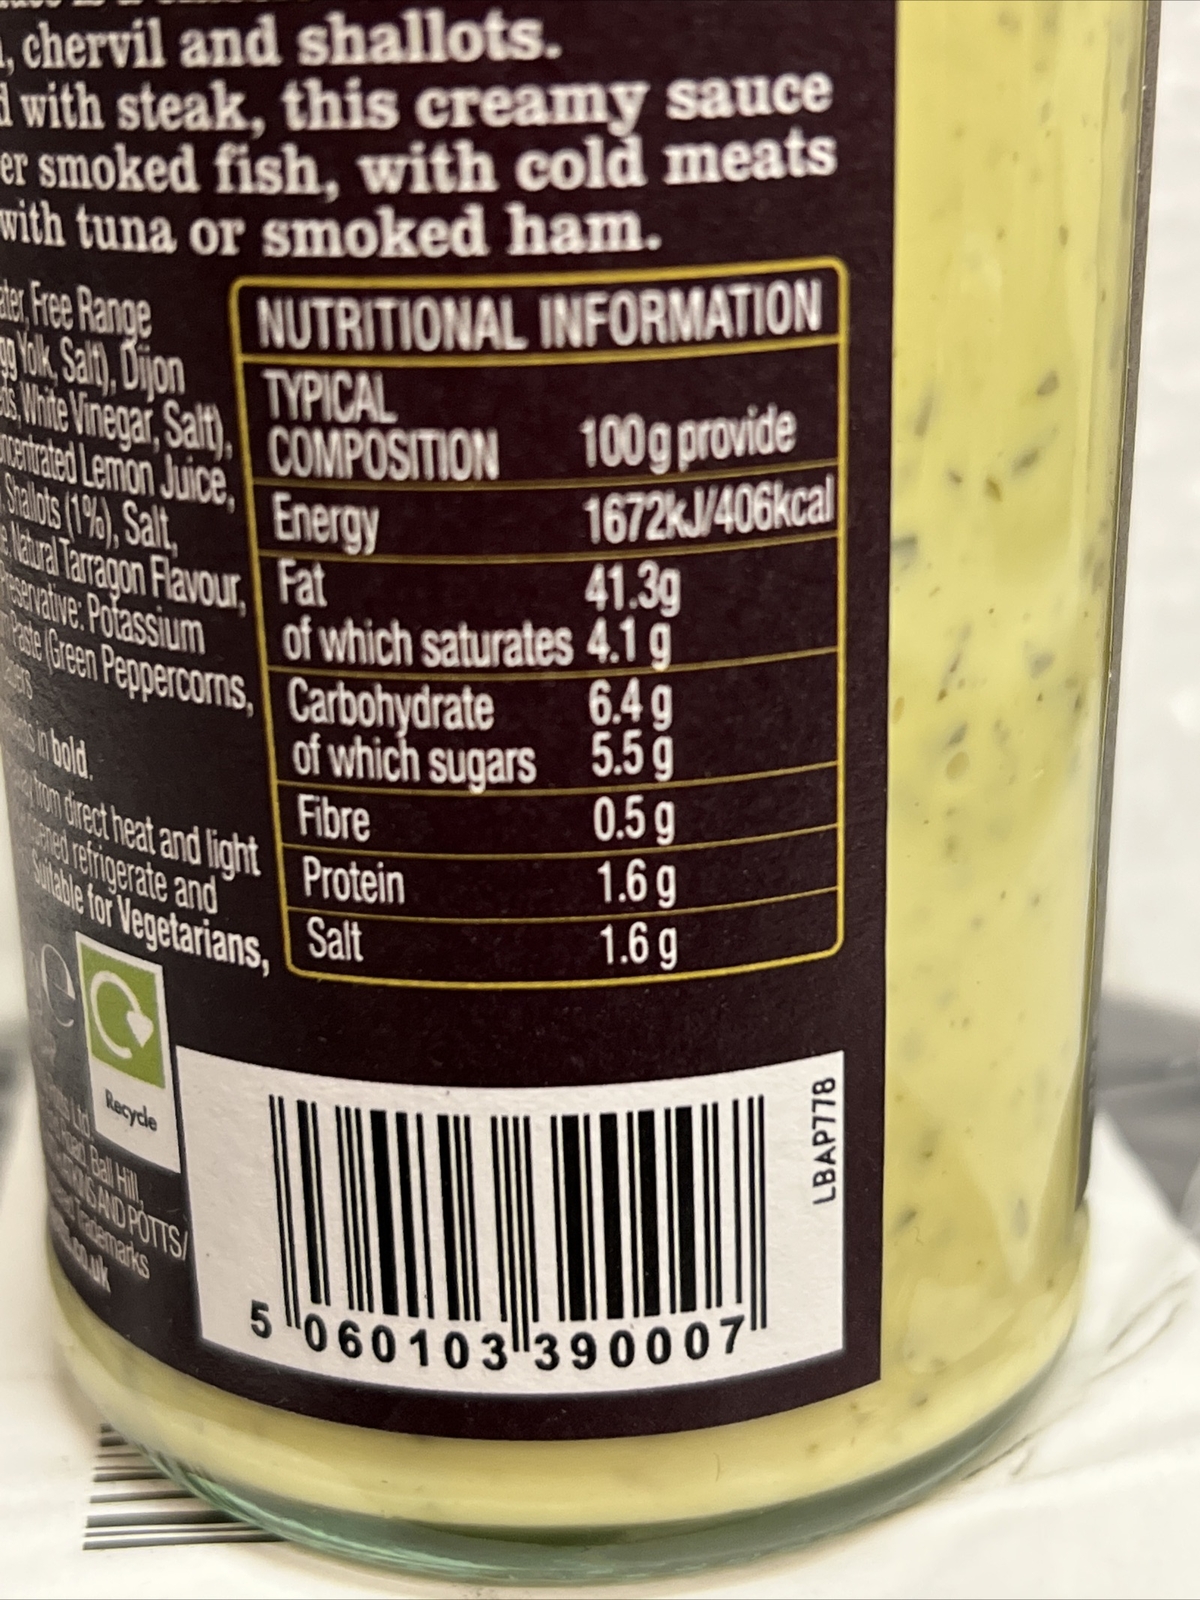 , chervil and shallots.
with steak, this creamy sauce
er smoked fish, with cold meats
with tuna or smoked ham.
Free Range
Yolk, Salt), Dijon
White Vinegar, Salt),
Lemon Juice,
Shallots (1%), Salt,
Natural Tarragon Flavour,
Preservative: Potassium
Paste (Green Peppercorns,
in bold.
from direct heat and light
refrigerate and
Suitable for Vegetarians,
NUTRITIONAL INFORMATION
TYPICAL
COMPOSITION 100g provide
Energy 1672kJ/406kcal
Fat 41.3g
of which saturates 4.1 g
Carbohydrate 6.4 g
of which sugars 5.5 g
Fibre 0.5 g
Protein 1.6 g
Salt 1.6 g
e
Recycle
Ltd
Road, Ball Hill,
AND POTTS/
Trademarks
.co.uk
LBAP778
5 060103 390007